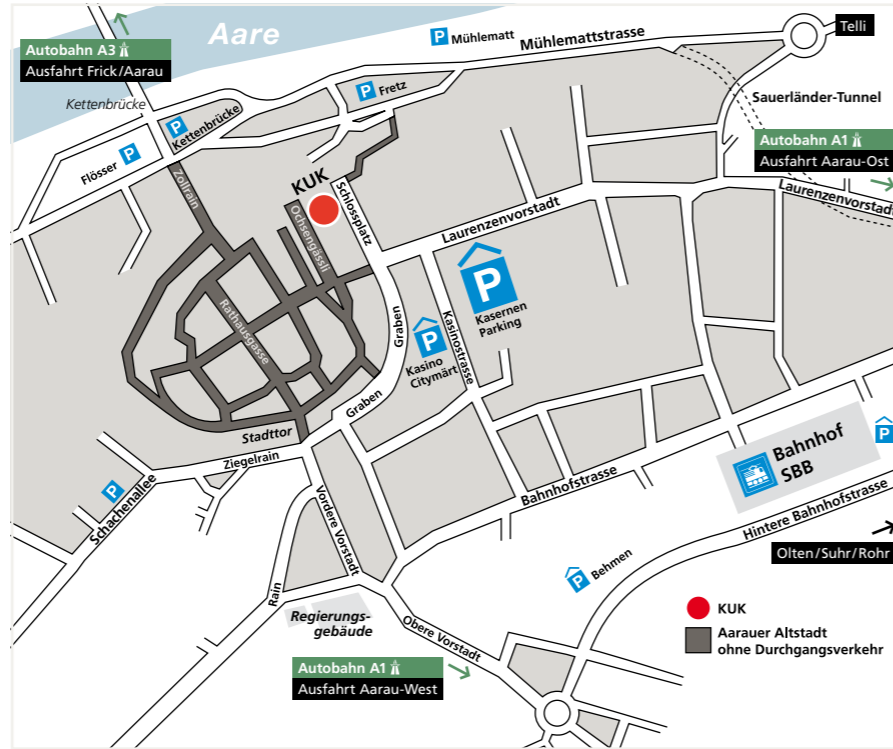 Aare
Autobahn A3
Ausfahrt Frick/Aarau
Kettenbrücke
P Mühlematt
Mühlemattstrasse
Telli
P Fretz
Sauerländer-Tunnel
P
Kettenbrücke
Flösser P
Autobahn A1
Ausfahrt Aarau-Ost
KUK
Zollrain
Ochsengässli
Schlossplatz
Laurenzenvorstadt
Laurenzenvorstadt
P
Kasernen
Parking
Rathausgasse
Graben
P
Kasino
Citymärt
Kasinostrasse
Graben
Stadttor
Ziegelrain
P
Schachenallee
Vordere Vorstadt
Bahnhofstrasse
Bahnhof
SBB
P
Hintere Bahnhofstrasse
Olten/Suhr/Rohr
P Behmen
Rain
Regierungs-
gebäude
Obere Vorstadt
Autobahn A1
Ausfahrt Aarau-West
KUK
Aarauer Altstadt
ohne Durchgangsverkehr